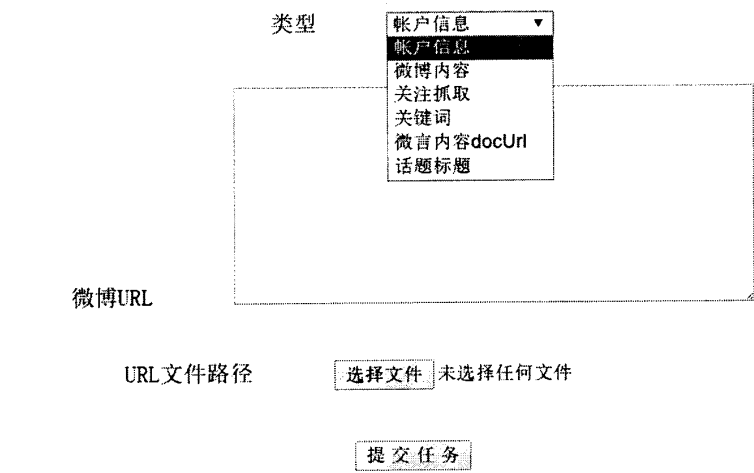 类型 帐户信息
帐户信息
微博内容
关注抓取
关键词
微言内容docUrl
话题标题
微博URL
URL文件路径 选择文件 未选择任何文件
提交任务